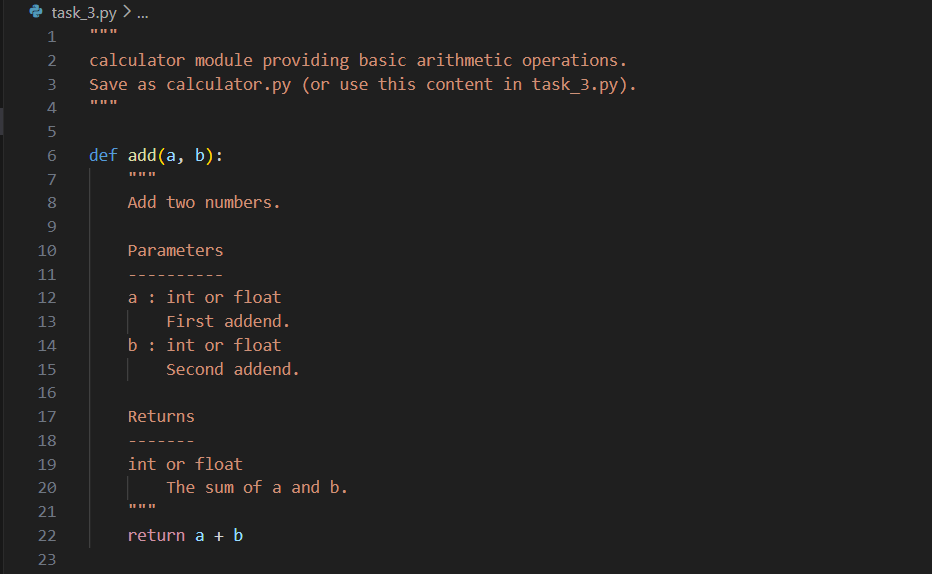 task_3.py > ...
1 """
2 calculator module providing basic arithmetic operations.
3 Save as calculator.py (or use this content in task_3.py).
4 """
5
6 def add(a, b):
7     """
8     Add two numbers.
9
10     Parameters
11     ----------
12     a : int or float
13         First addend.
14     b : int or float
15         Second addend.
16
17     Returns
18     -------
19     int or float
20         The sum of a and b.
21     """
22     return a + b
23